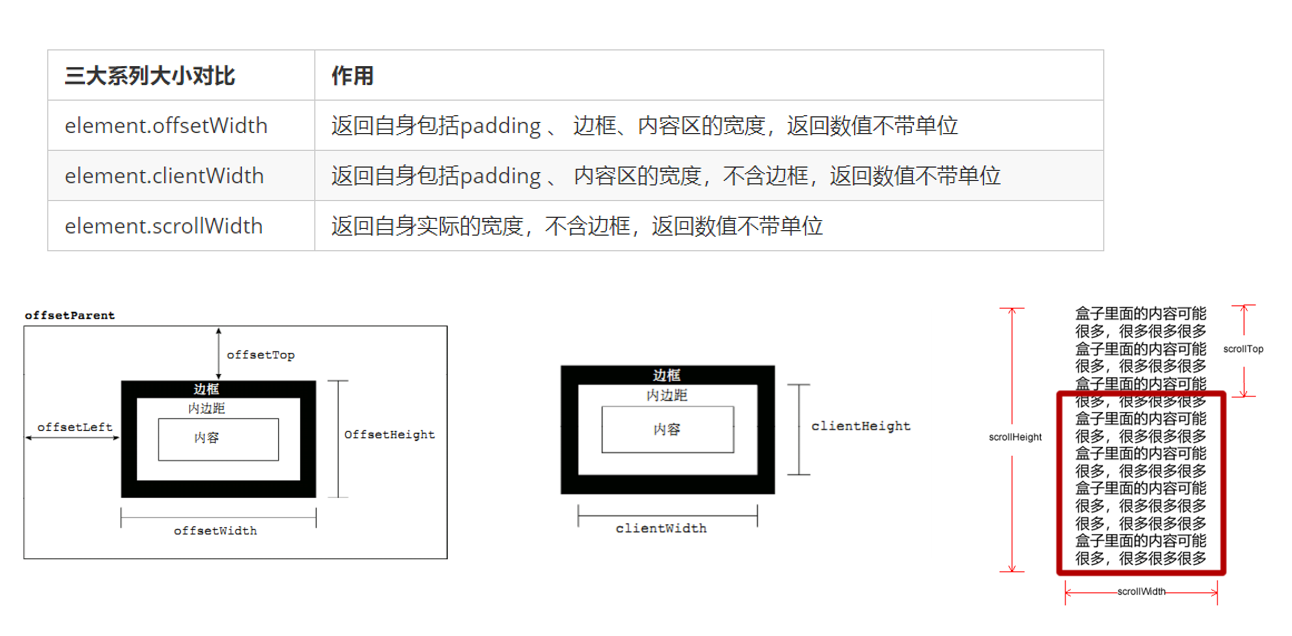 三大系列大小对比 作用
element.offsetWidth 返回自身包括padding 、 边框、内容区的宽度，返回数值不带单位
element.clientWidth 返回自身包括padding 、 内容区的宽度，不含边框，返回数值不带单位
element.scrollWidth 返回自身实际的宽度，不含边框，返回数值不带单位
offsetParent
offsetTop
边框
内边距
内容
offsetLeft
OffsetHeight
offsetWidth
边框
内边距
内容
clientHeight
clientWidth
盒子里面的内容可能
很多，很多很多很多
盒子里面的内容可能
很多，很多很多很多
盒子里面的内容可能
很多，很多很多很多
盒子里面的内容可能
很多，很多很多很多
盒子里面的内容可能
很多，很多很多很多
盒子里面的内容可能
很多，很多很多很多
很多，很多很多很多
盒子里面的内容可能
很多，很多很多很多
scrollTop
scrollHeight
scrollWidth